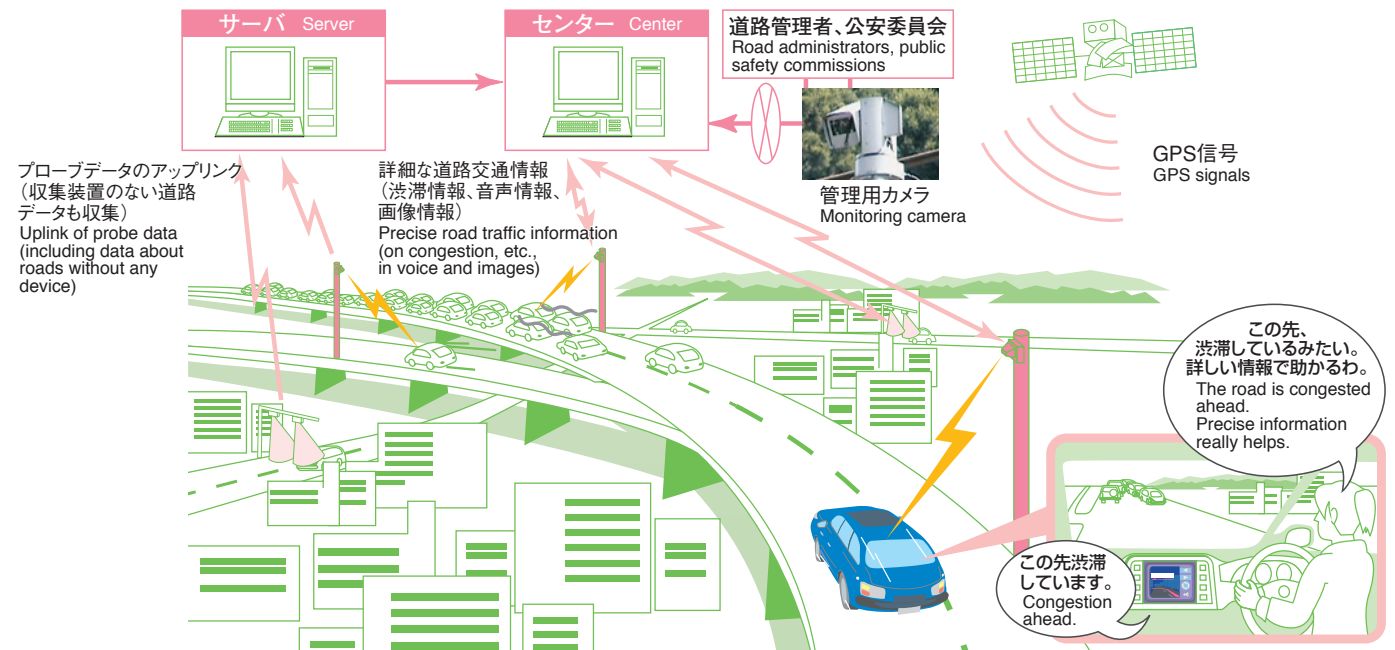 サーバ Server
センター Center
道路管理者、公安委員会
Road administrators, public
safety commissions
プローブデータのアップリンク
（収集装置のない道路
データも収集）
Uplink of probe data
(including data about
roads without any
device)
詳細な道路交通情報
（渋滞情報、音声情報、
画像情報）
Precise road traffic information
(on congestion, etc.,
in voice and images)
管理用カメラ
Monitoring camera
GPS信号
GPS signals
この先、
渋滞しているみたい。
詳しい情報で助かるわ。
The road is congested
ahead.
Precise information
really helps.
この先渋滞
しています。
Congestion
ahead.